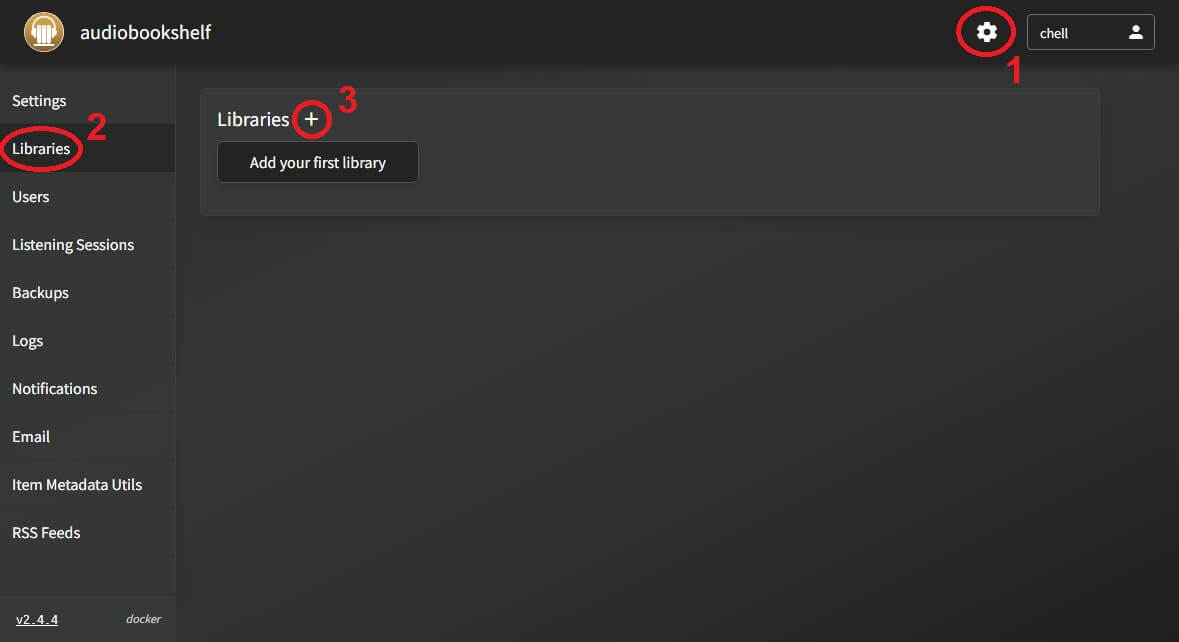 audiobookshelf
chell
1
Settings
2
Libraries
Users
Listening Sessions
Backups
Logs
Notifications
Email
Item Metadata Utils
RSS Feeds
v2.4.4 docker
Libraries +
3
Add your first library